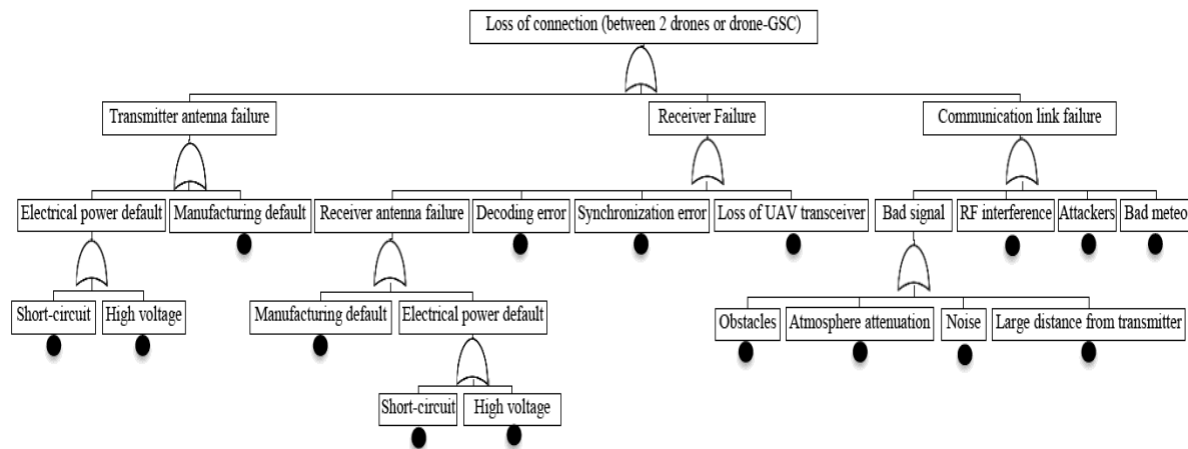 Loss of connection (between 2 drones or drone-GSC)
Transmitter antenna failure
Receiver Failure
Communication link failure
Electrical power default
Manufacturing default
Receiver antenna failure
Decoding error
Synchronization error
Loss of UAV transceiver
Bad signal
RF interference
Attackers
Bad meteo
Short-circuit
High voltage
Manufacturing default
Electrical power default
Obstacles
Atmosphere attenuation
Noise
Large distance from transmitter
Short-circuit
High voltage